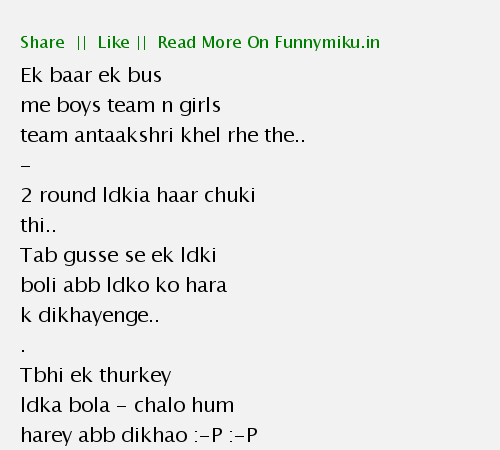 Share || Like || Read More On Funnymiku.in
Ek baar ek bus
me boys team n girls
team antaakshri khel rhe the..
-
2 round ldkia haar chuki
thi..
Tab gusse se ek ldki
boli abb ldko ko hara
k dikhayenge..
.
Tbhi ek thurkey
ldka bola - chalo hum
harey abb dikhao :-P :-P